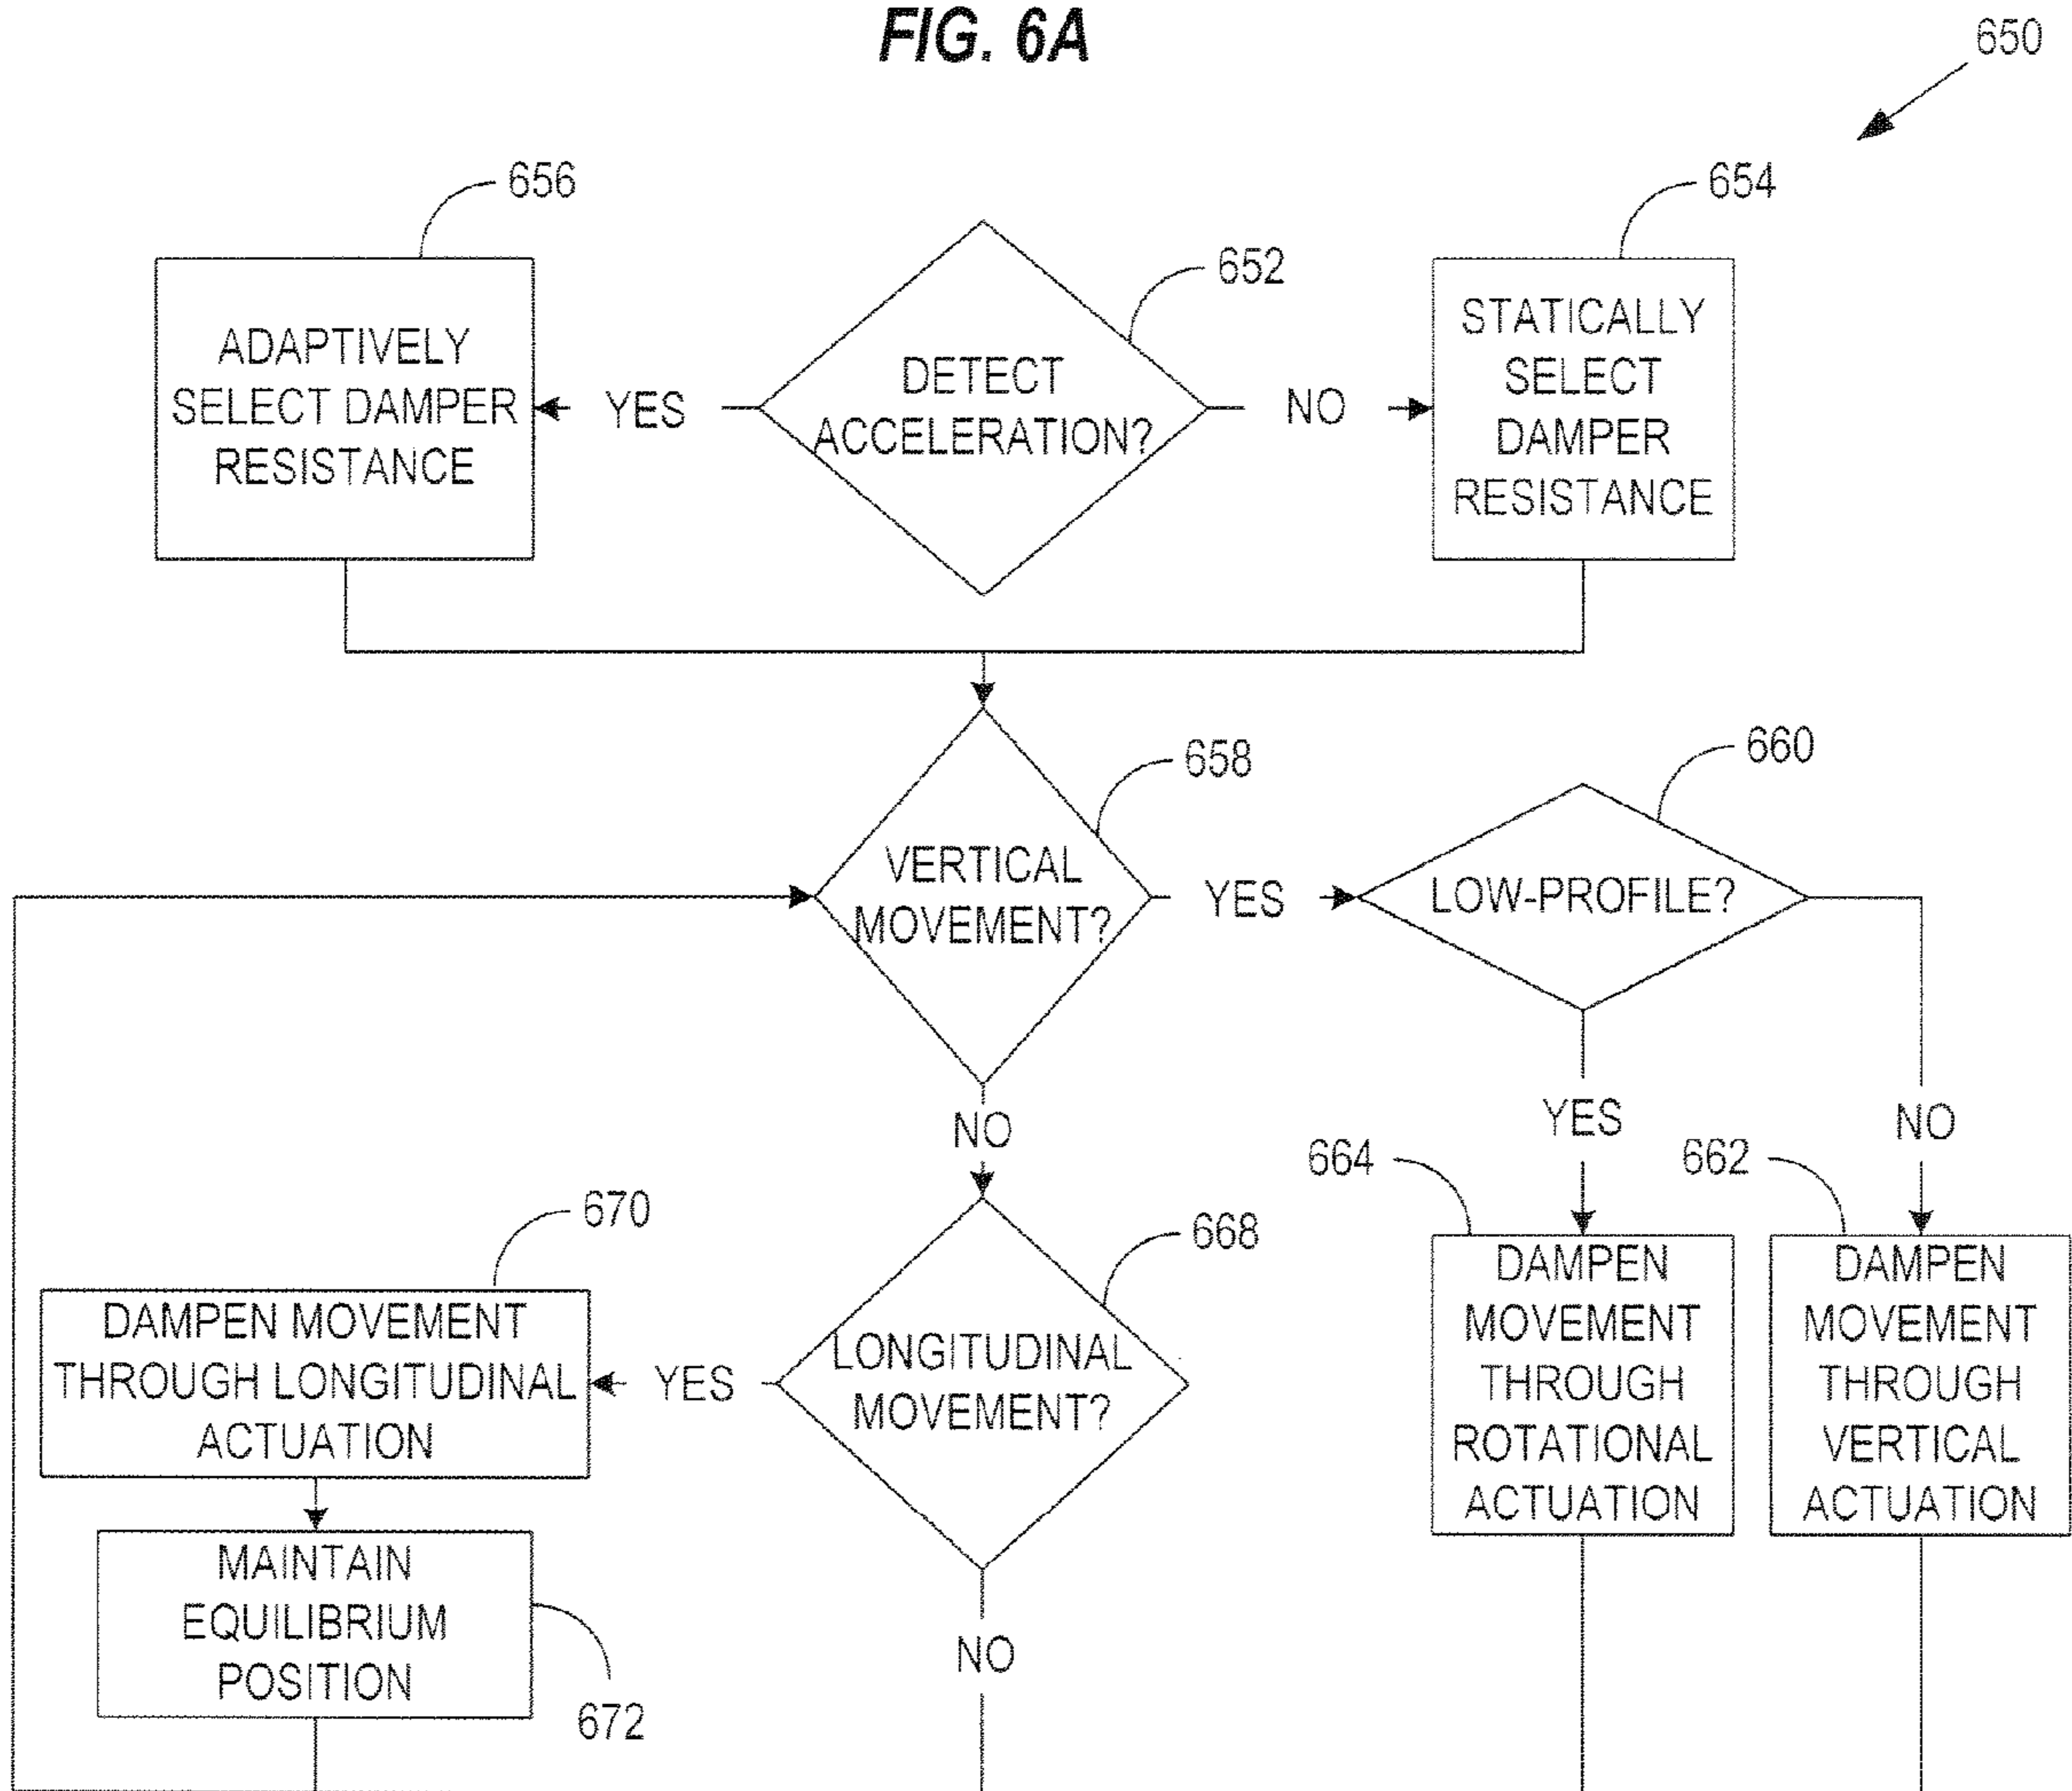 FIG. 6A
650
656
654
652
ADAPTIVELY
SELECT DAMPER
RESISTANCE
YES
DETECT
ACCELERATION?
NO
STATICALLY
SELECT
DAMPER
RESISTANCE
658
660
VERTICAL
MOVEMENT?
YES
LOW-PROFILE?
NO
YES
NO
664
662
670
668
DAMPEN MOVEMENT
THROUGH LONGITUDINAL
ACTUATION
YES
LONGITUDINAL
MOVEMENT?
DAMPEN
MOVEMENT
THROUGH
ROTATIONAL
ACTUATION
DAMPEN
MOVEMENT
THROUGH
VERTICAL
ACTUATION
MAINTAIN
EQUILIBRIUM
POSITION
672
NO